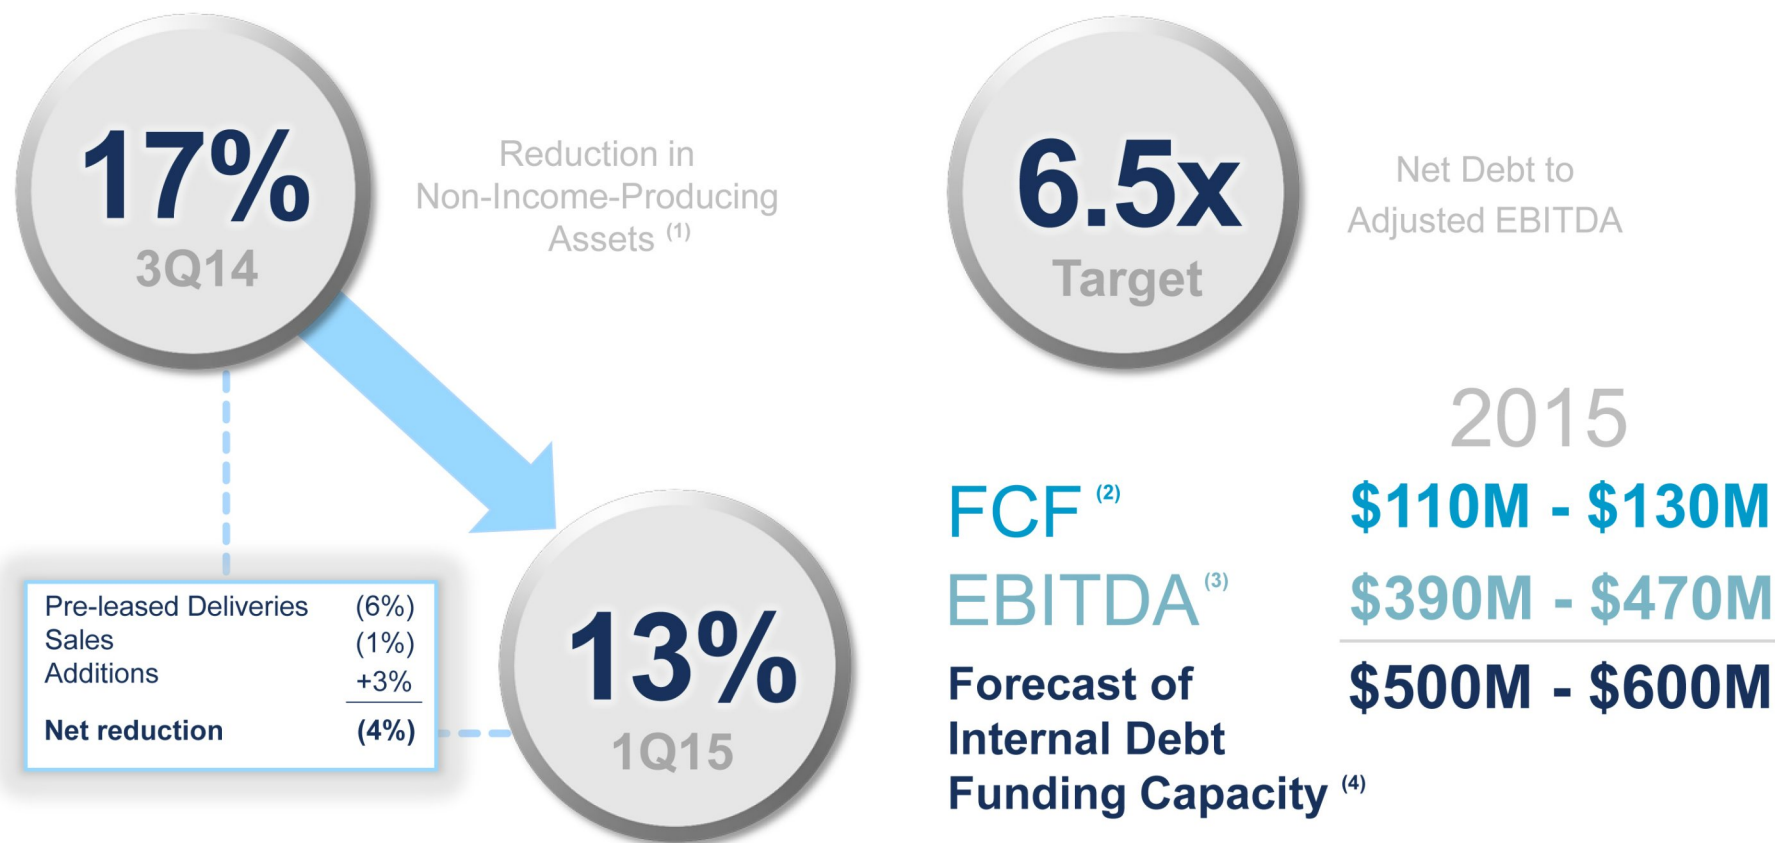 17%
3Q14
Reduction in
Non-Income-Producing
Assets (1)
Pre-leased Deliveries (6%)
Sales (1%)
Additions +3%
Net reduction (4%)
13%
1Q15
6.5x
Target
Net Debt to
Adjusted EBITDA
2015
FCF (2) $110M - $130M
EBITDA (3) $390M - $470M
Forecast of $500M - $600M
Internal Debt
Funding Capacity (4)